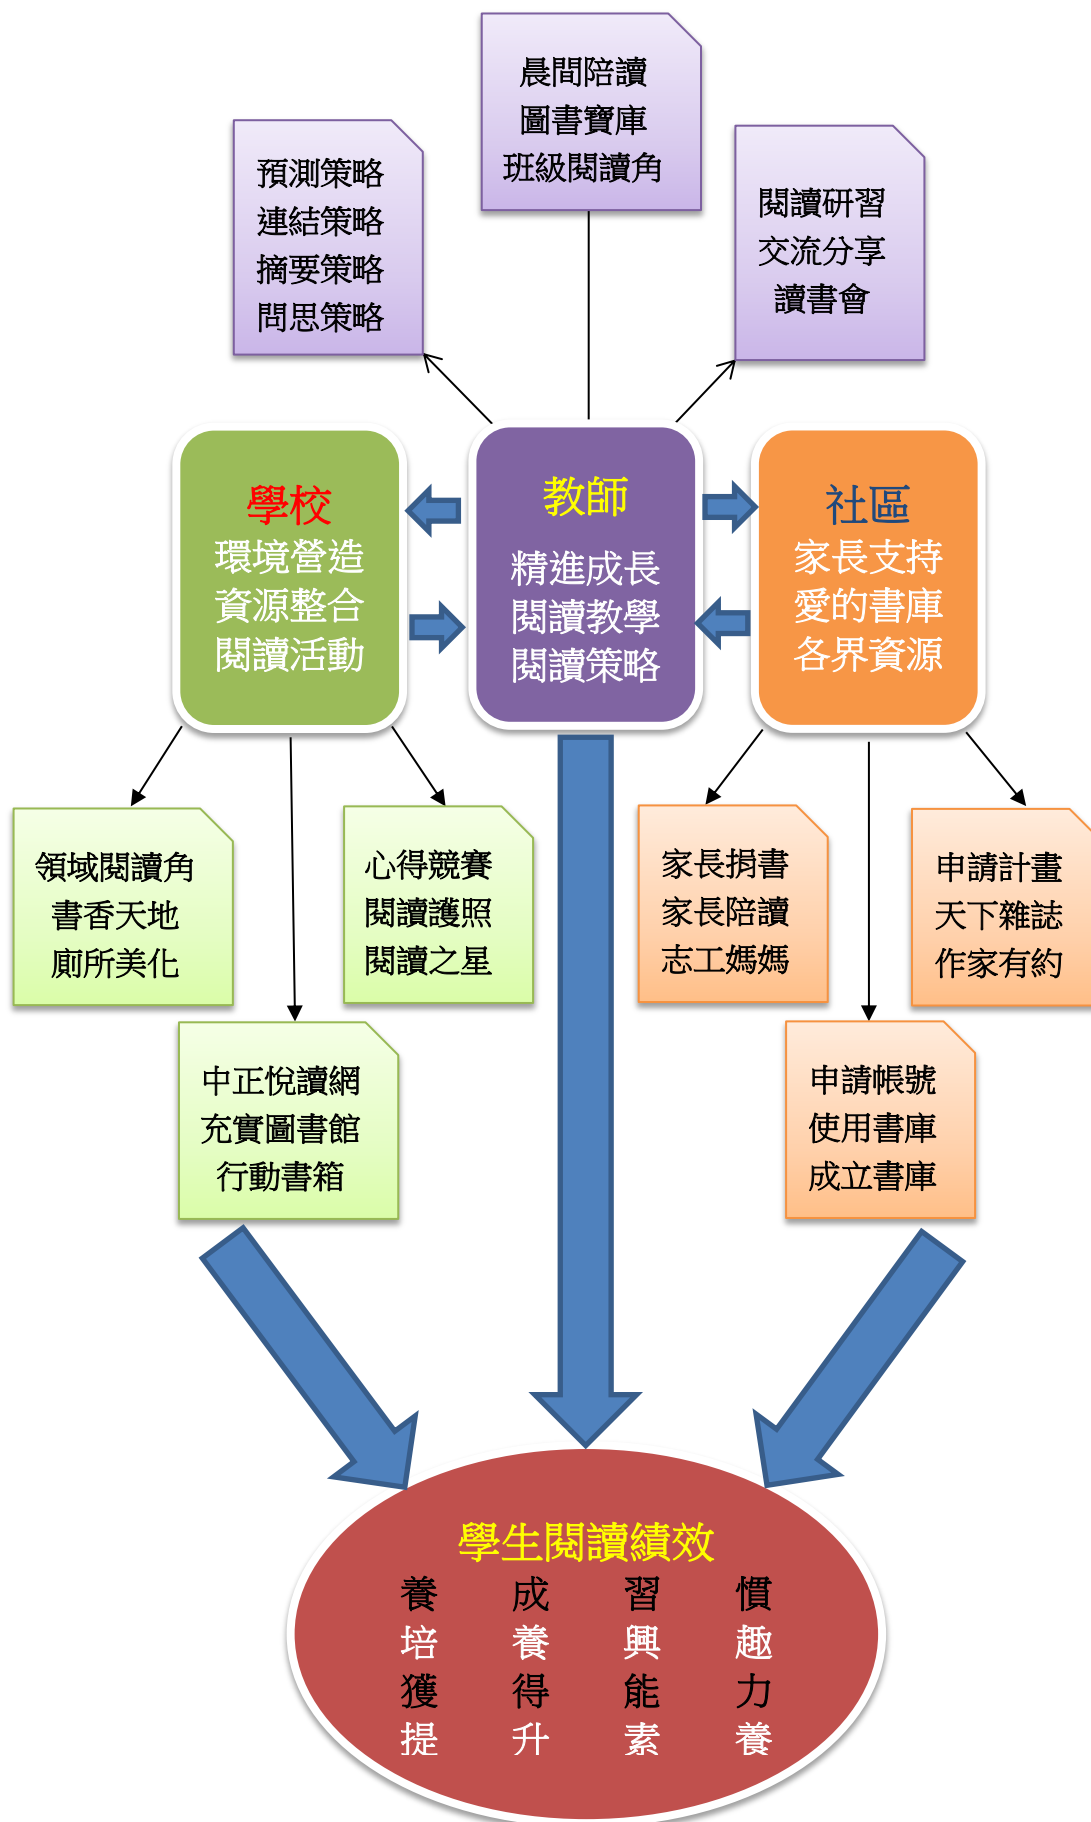 晨間陪讀
圖書寶庫
班級閱讀角
預測策略
連結策略
摘要策略
問思策略
閱讀研習
交流分享
讀書會
學校
環境營造
資源整合
閱讀活動
教師
精進成長
閱讀教學
閱讀策略
社區
家長支持
愛的書庫
各界資源
領域閱讀角
書香天地
廁所美化
心得競賽
閱讀護照
閱讀之星
家長捐書
家長陪讀
志工媽媽
申請計畫
天下雜誌
作家有約
中正悅讀網
充實圖書館
行動書箱
申請帳號
使用書庫
成立書庫
學生閱讀績效
養成習慣
培養興趣
獲得能力
提升素養